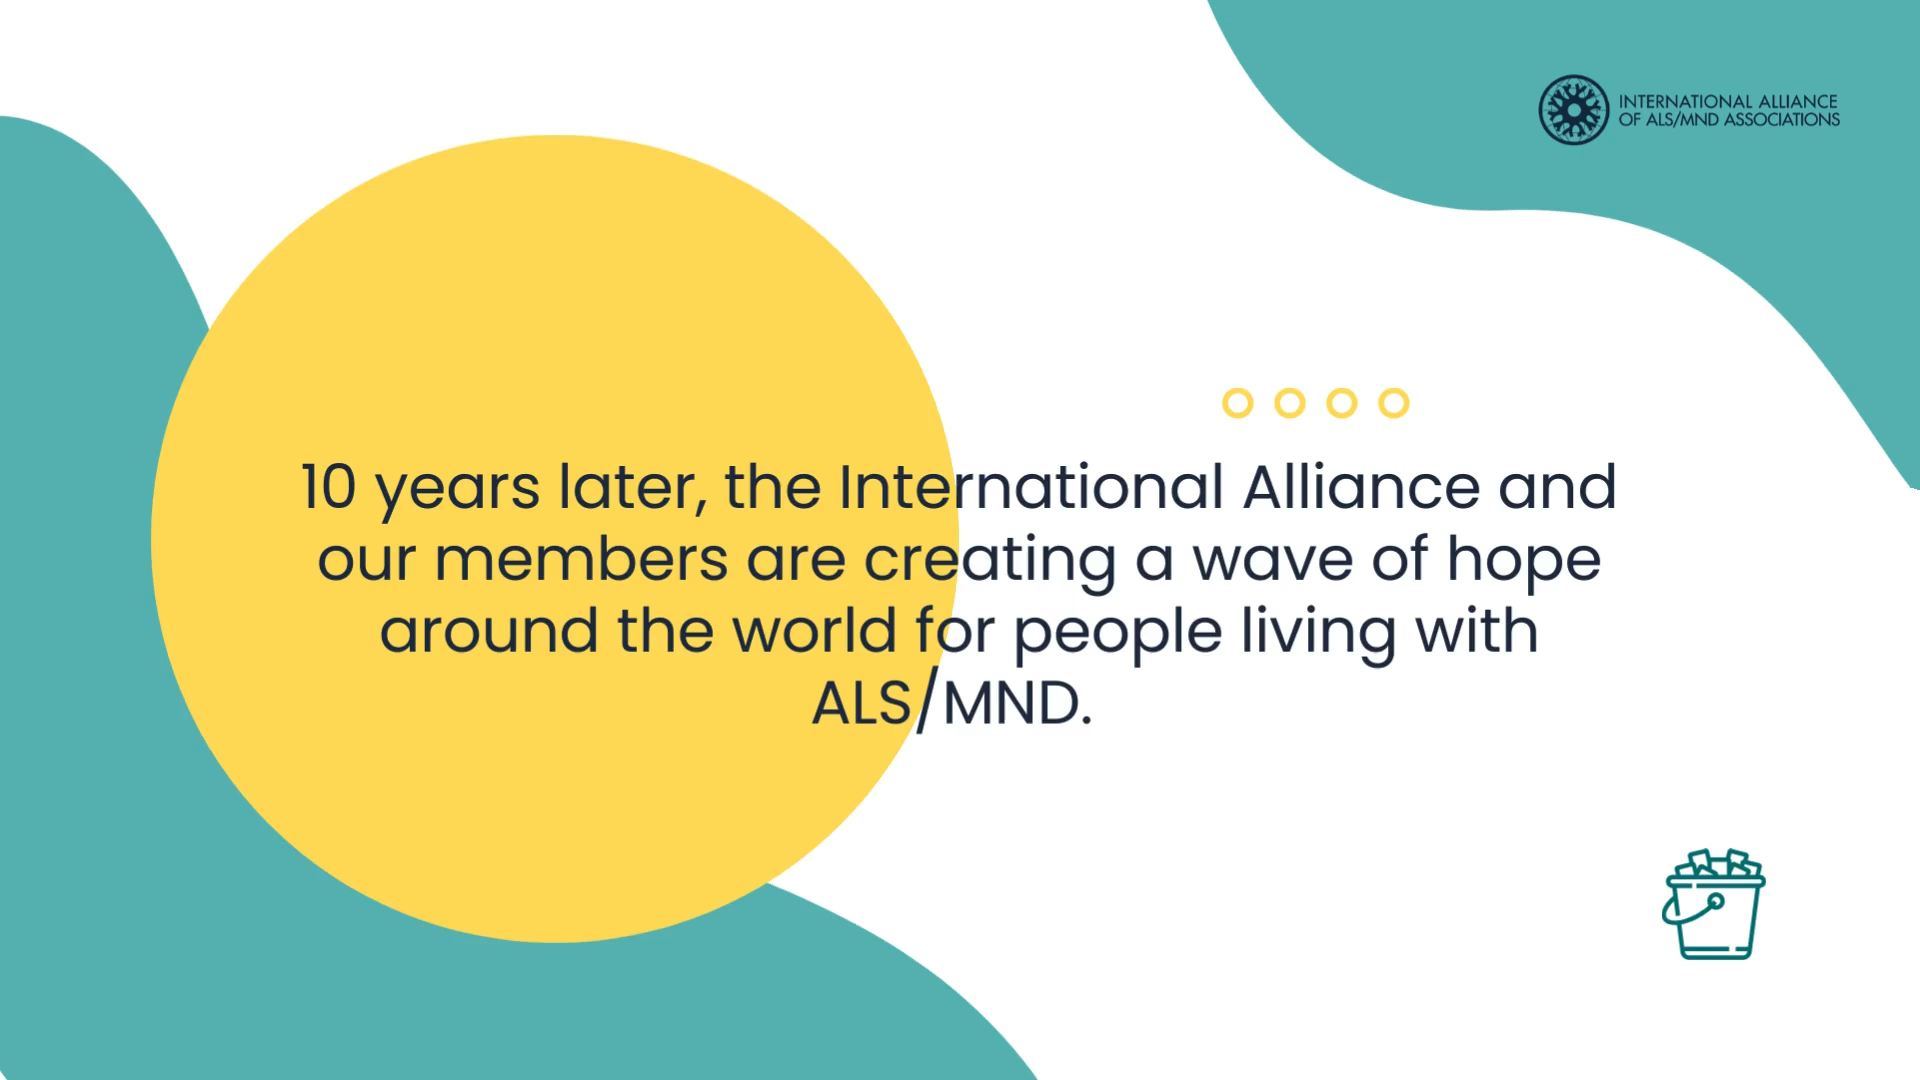 INTERNATIONAL ALLIANCE
OF ALS/MND ASSOCIATIONS
10 years later, the International Alliance and
our members are creating a wave of hope
around the world for people living with
ALS/MND.